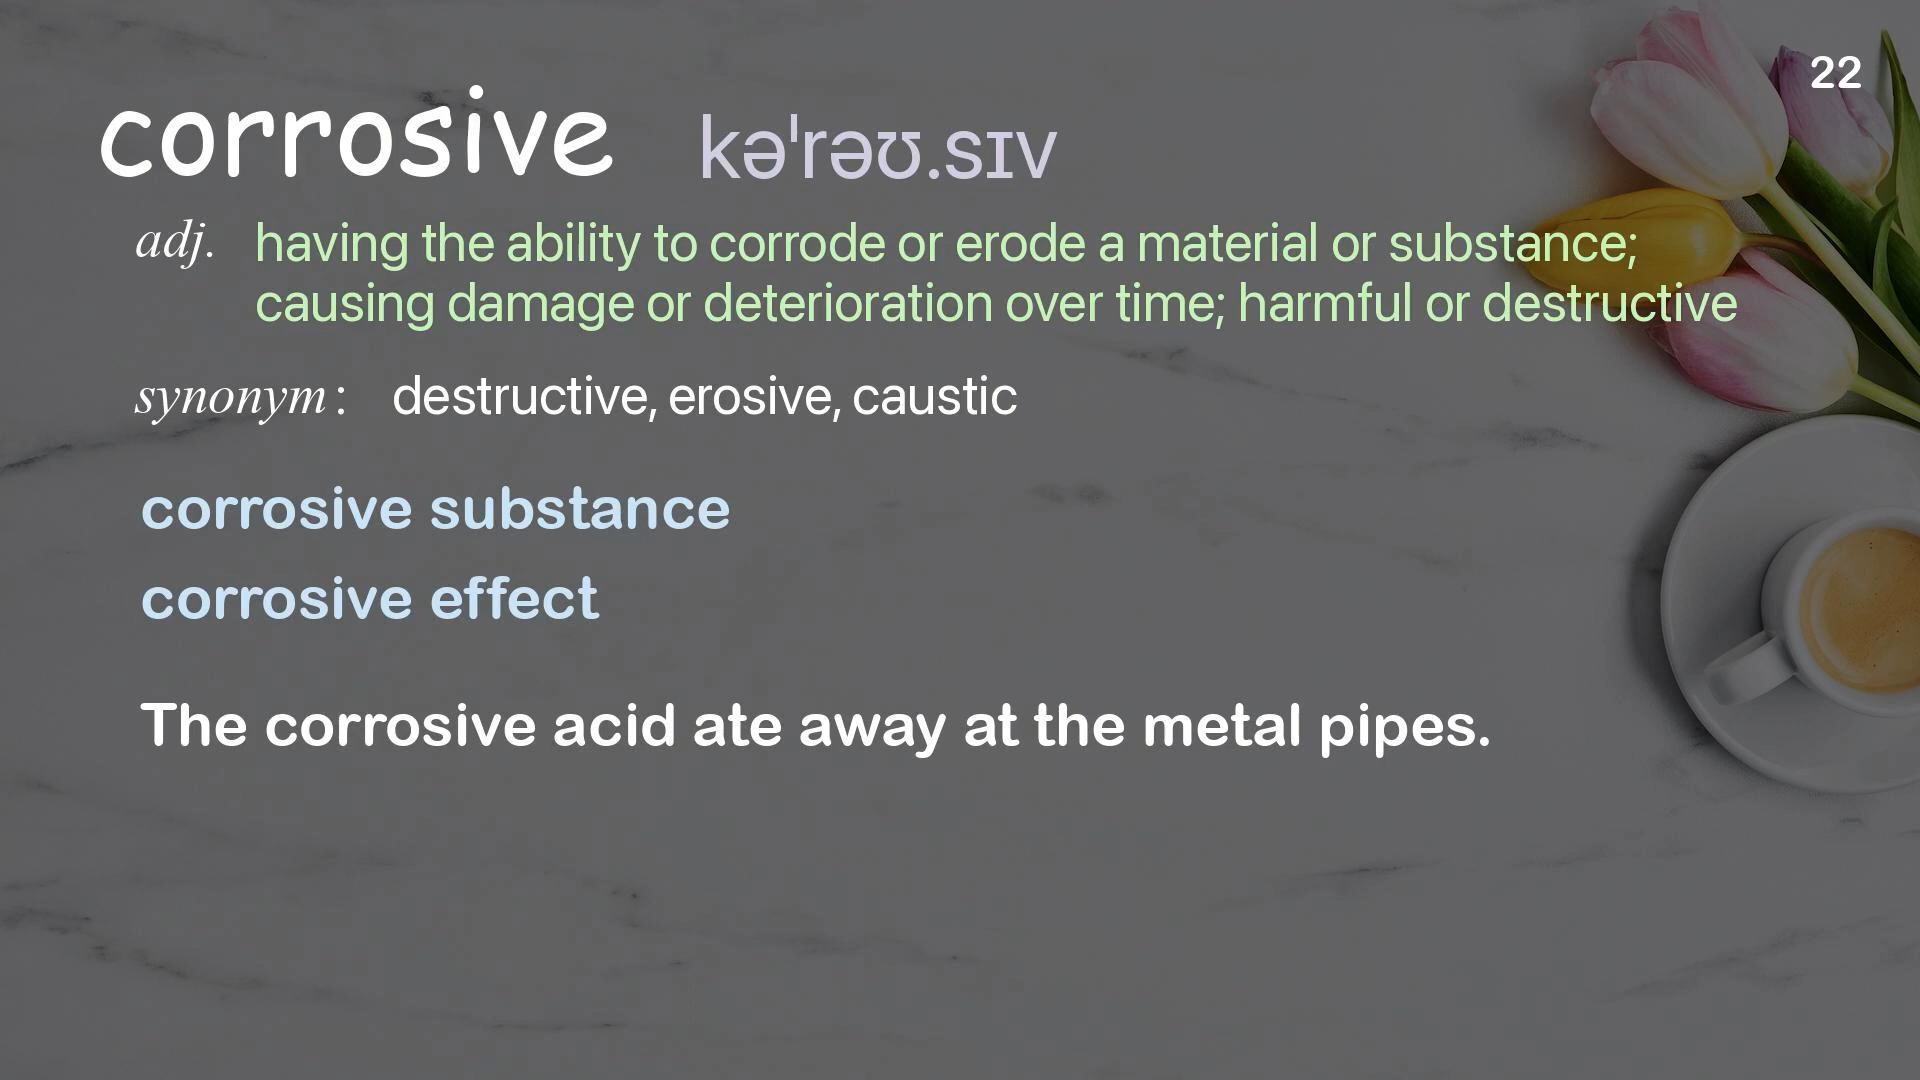 22
corrosive kəˈrəʊ.sɪv
adj. having the ability to corrode or erode a material or substance;
causing damage or deterioration over time; harmful or destructive
synonym : destructive, erosive, caustic
corrosive substance
corrosive effect
The corrosive acid ate away at the metal pipes.